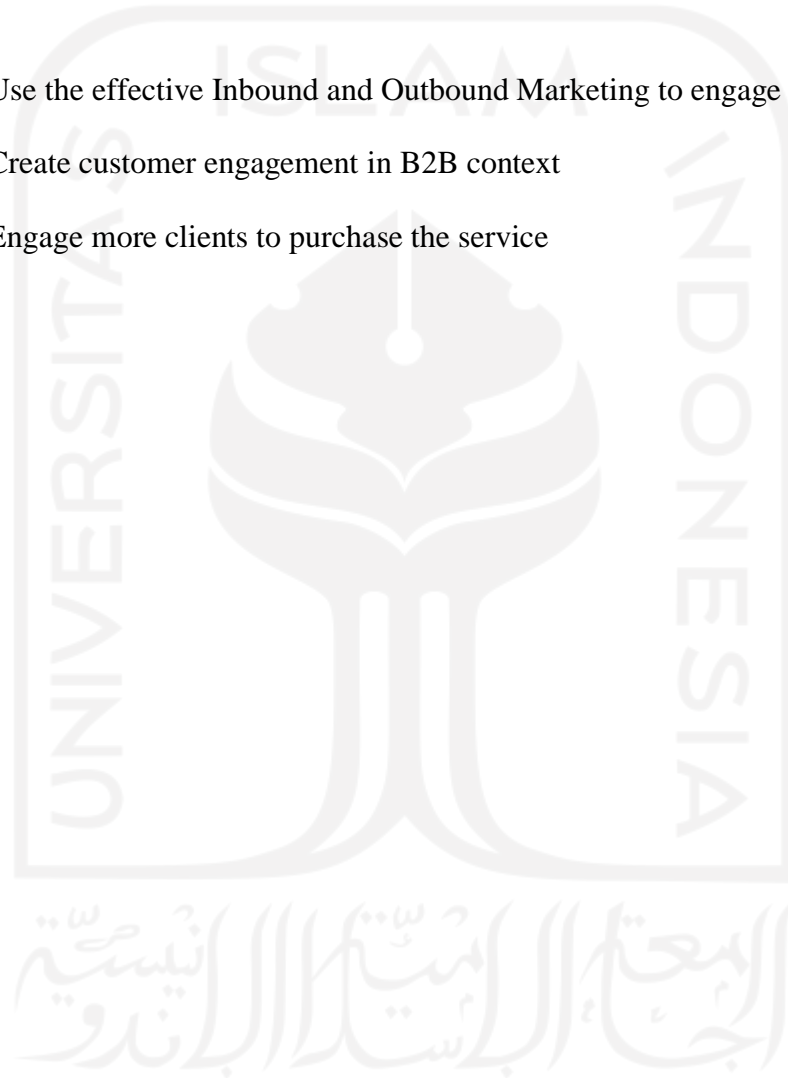 ISLAM
Use the effective Inbound and Outbound Marketing to engage
Create customer engagement in B2B context
Engage more clients to purchase the service
UNIVERSITAS
INDONESIA